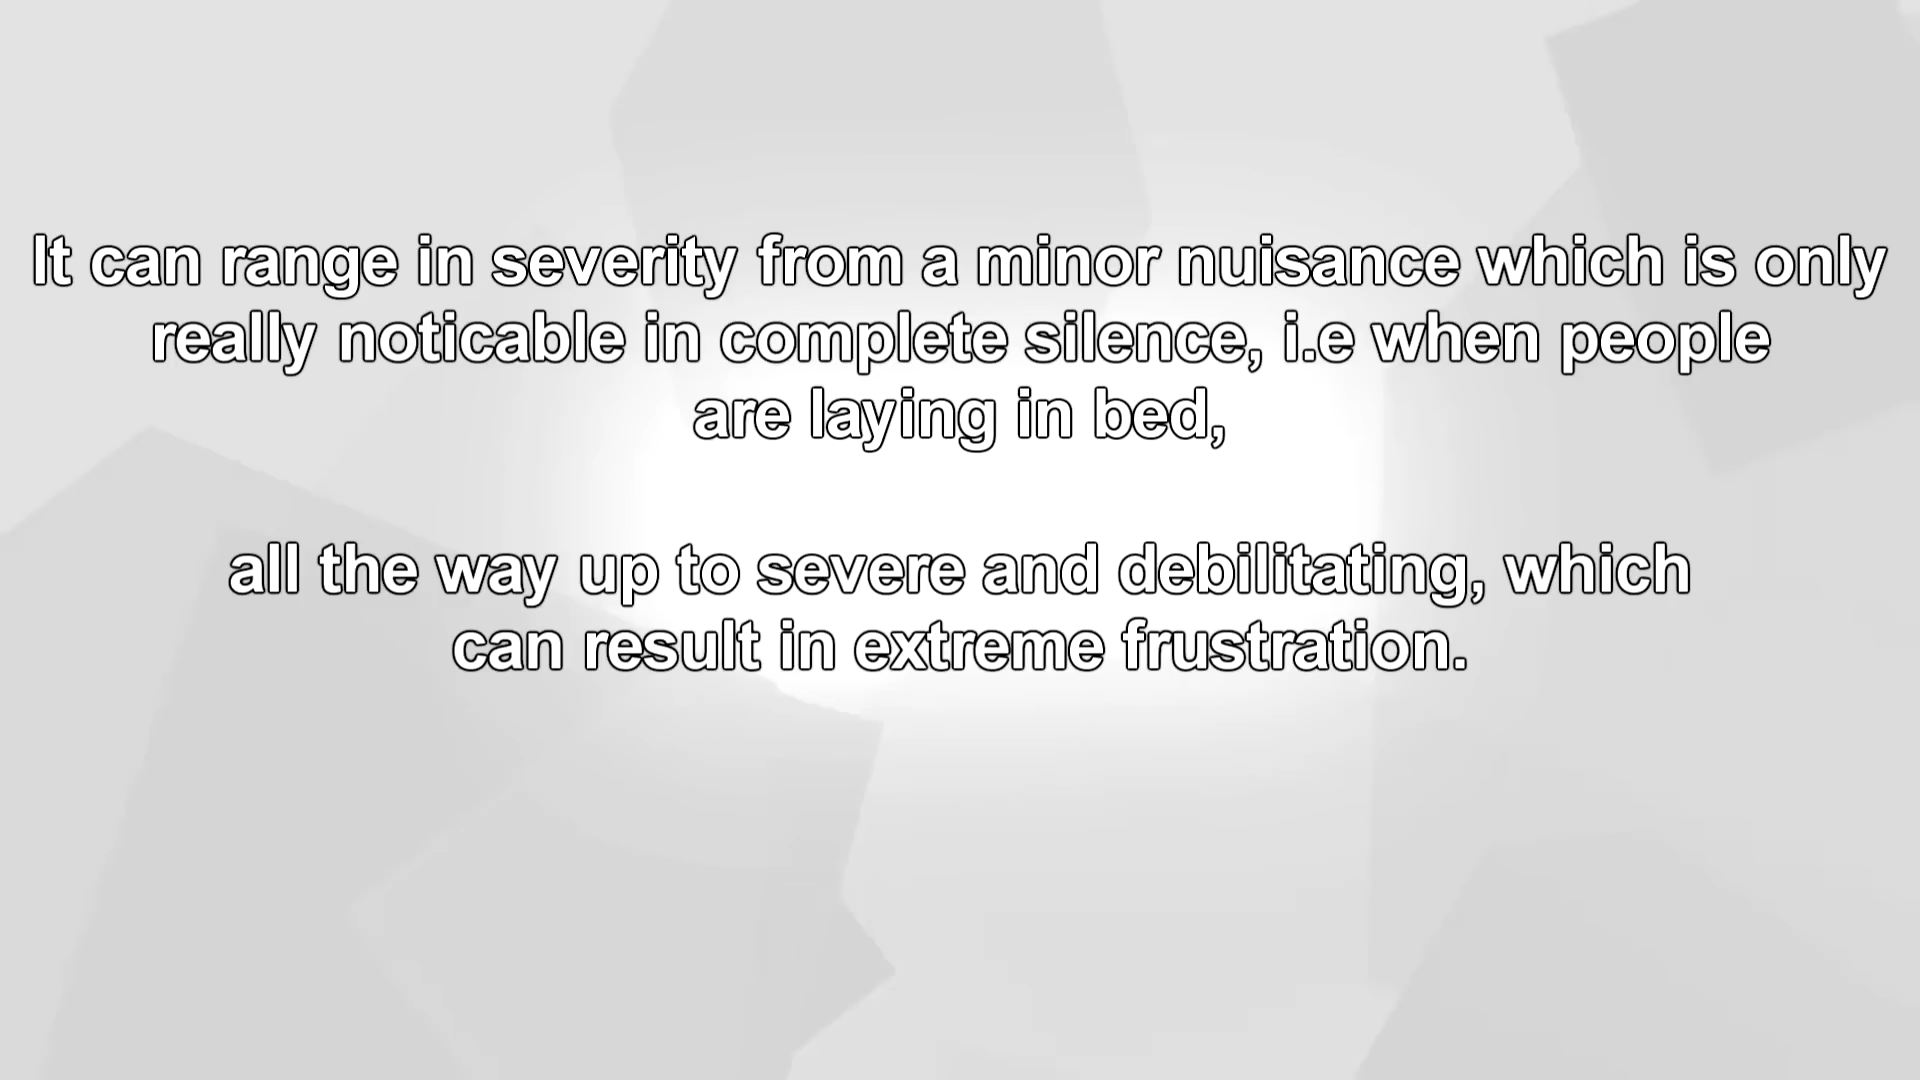 It can range in severity from a minor nuisance which is only
really noticable in complete silence, i.e when people
are laying in bed,
all the way up to severe and debilitating, which
can result in extreme frustration.